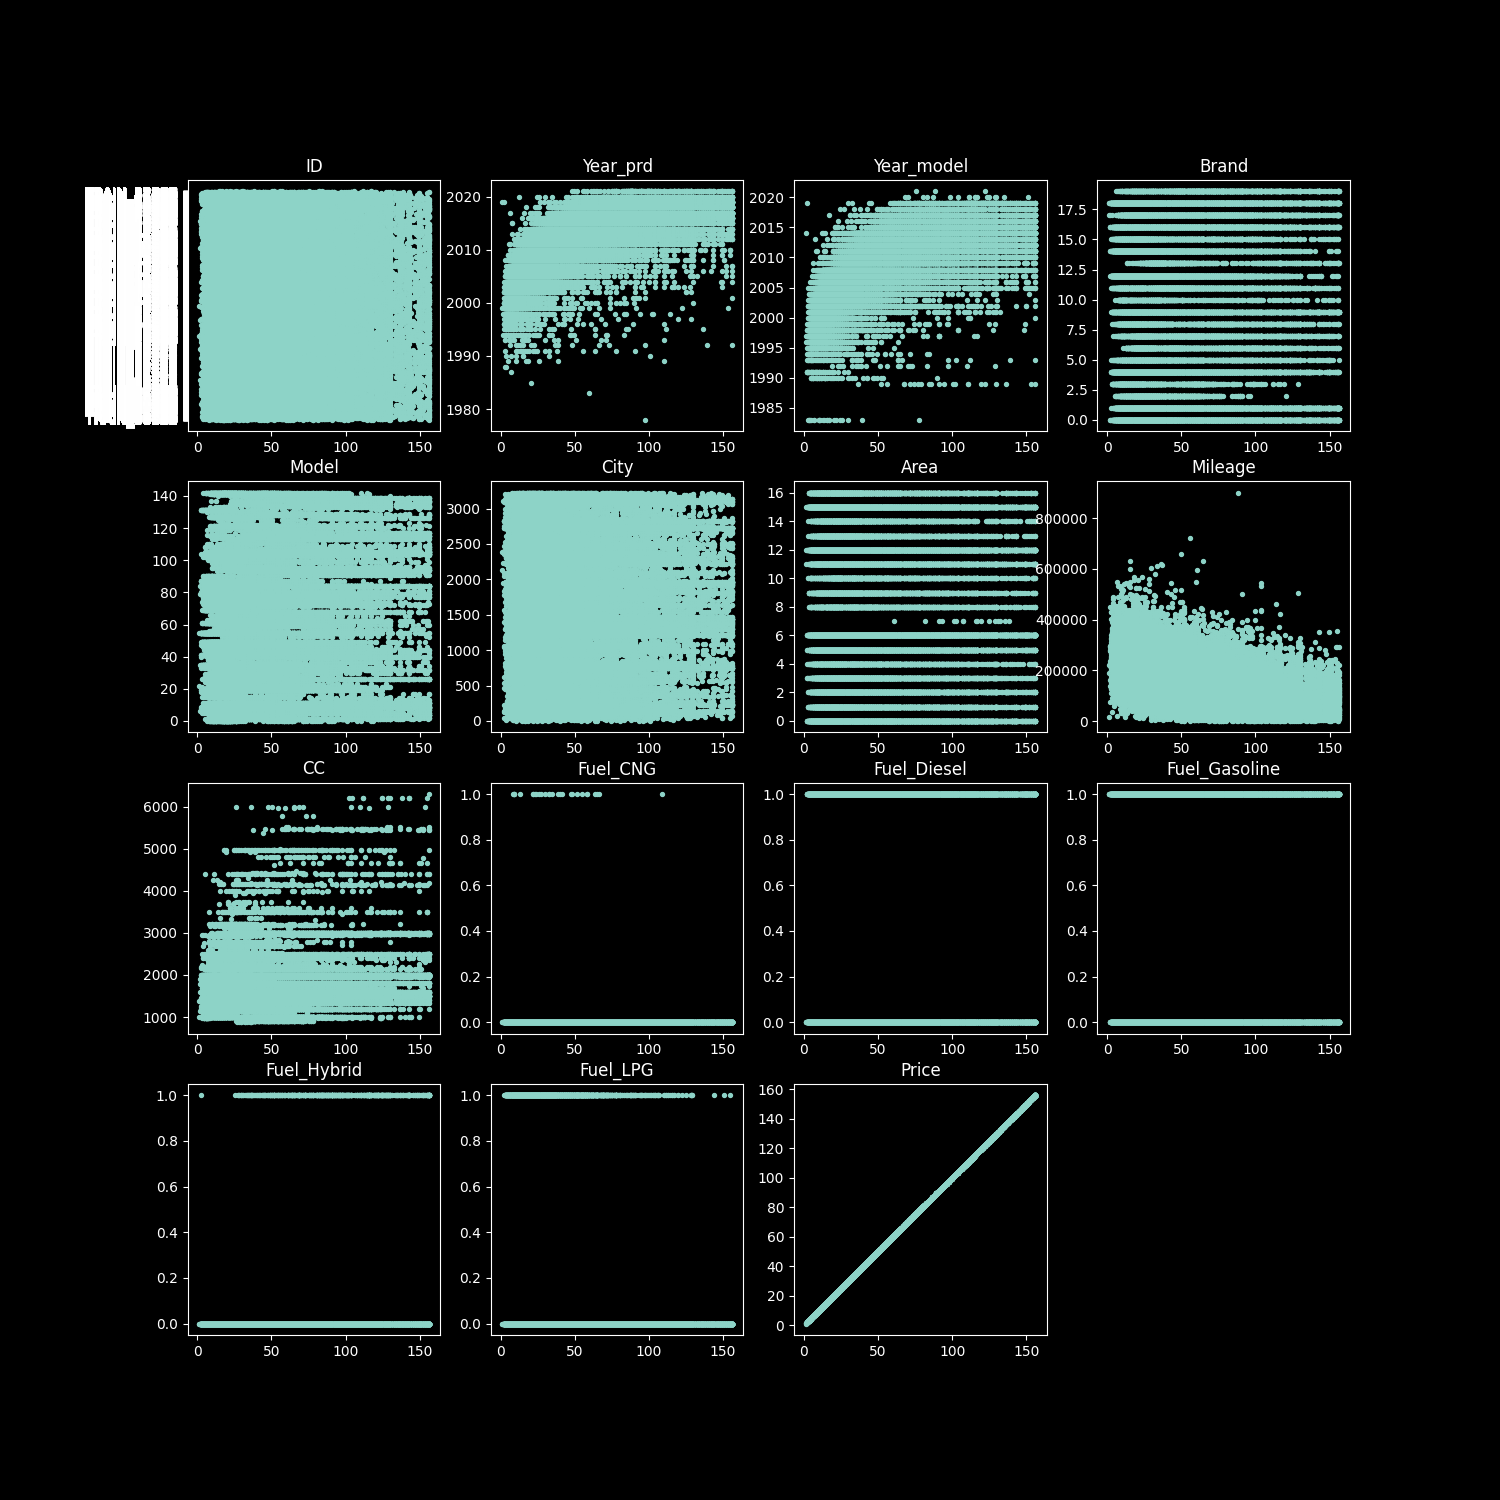 ID Year_prd Year_model Brand
2020 2010 2000 1990 1980
2020 2015 2010 2005 2000 1995 1990 1985
17.5 15.0 12.5 10.0 7.5 5.0 2.5 0.0
0 50 100 150 0 50 100 150 0 50 100 150 0 50 100 150
Model City Area Mileage
140 120 100 80 60 40 20 0
3000 2500 2000 1500 1000 500 0
16 14 12 10 8 6 4 2 0
800000 600000 400000 200000 0
0 50 100 150 0 50 100 150 0 50 100 150 0 50 100 150
CC Fuel_CNG Fuel_Diesel Fuel_Gasoline
6000 5000 4000 3000 2000 1000
1.0 0.8 0.6 0.4 0.2 0.0
1.0 0.8 0.6 0.4 0.2 0.0
1.0 0.8 0.6 0.4 0.2 0.0
0 50 100 150 0 50 100 150 0 50 100 150 0 50 100 150
Fuel_Hybrid Fuel_LPG Price
1.0 0.8 0.6 0.4 0.2 0.0
1.0 0.8 0.6 0.4 0.2 0.0
160 140 120 100 80 60 40 20 0
0 50 100 150 0 50 100 150 0 50 100 150